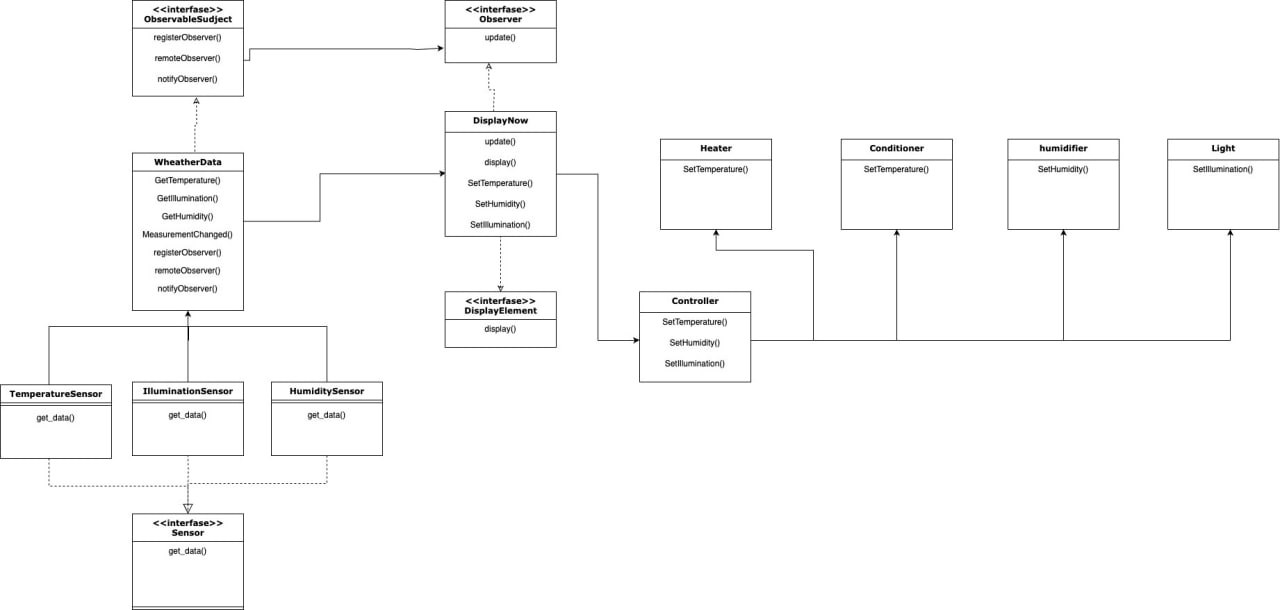 <<interfase>>
ObservableSudject
registerObserver()
remoteObserver()
notifyObserver()
<<interfase>>
Observer
update()
DisplayNow
update()
display()
SetTemperature()
SetHumidity()
SetIllumination()
WheatherData
GetTemperature()
GetIllumination()
GetHumidity()
MeasurementChanged()
registerObserver()
remoteObserver()
notifyObserver()
Heater
SetTemperature()
Conditioner
SetTemperature()
humidifier
SetHumidity()
Light
SetIllumination()
<<interfase>>
DisplayElement
display()
Controller
SetTemperature()
SetHumidity()
SetIllumination()
TemperatureSensor
get_data()
IlluminationSensor
get_data()
HumiditySensor
get_data()
<<interfase>>
Sensor
get_data()